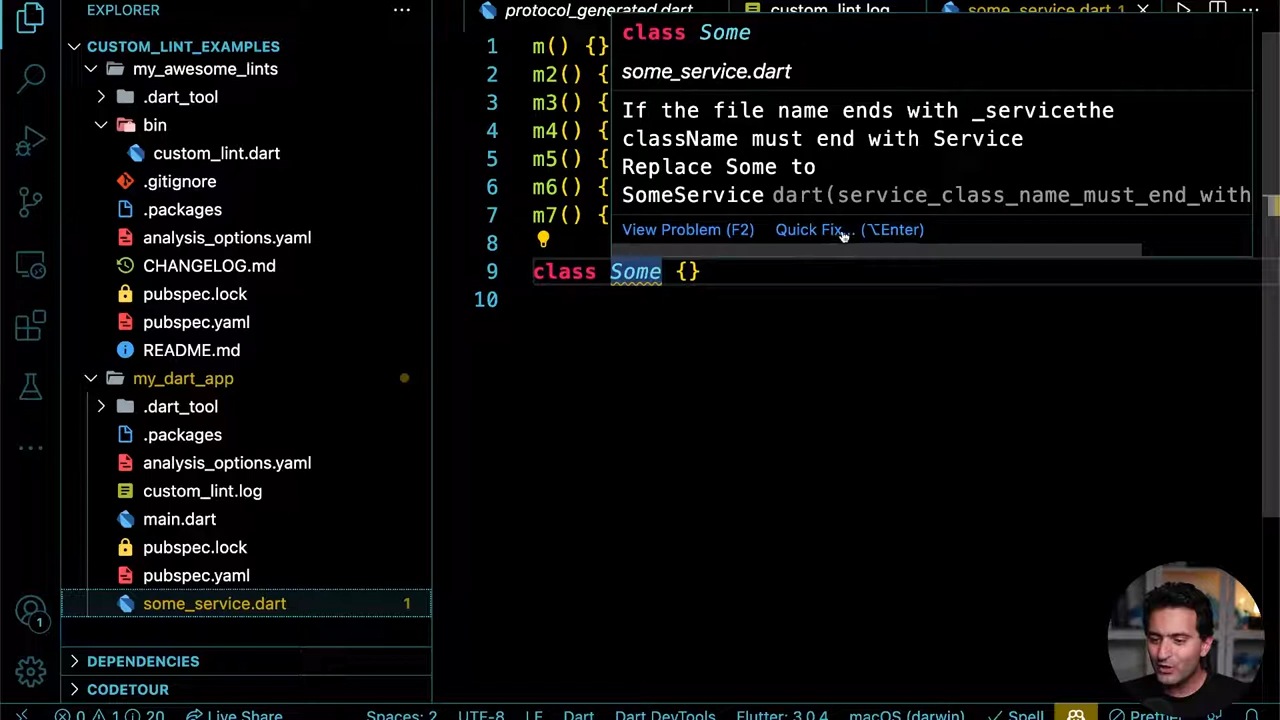 EXPLORER
CUSTOM_LINT_EXAMPLES
my_awesome_lints
.dart_tool
bin
custom_lint.dart
.gitignore
.packages
analysis_options.yaml
CHANGELOG.md
pubspec.lock
pubspec.yaml
README.md
my_dart_app
.dart_tool
.packages
analysis_options.yaml
custom_lint.log
main.dart
pubspec.lock
pubspec.yaml
some_service.dart 1
DEPENDENCIES
CODETOUR
1
protocol_generated.dart custom_lint.log some_service.dart 1
1 m() {}
2 m2() {
3 m3() {
4 m4() {
5 m5() {
6 m6() {
7 m7() {
8
9 class Some {}
10
class Some
some_service.dart
If the file name ends with _servicethe
className must end with Service
Replace Some to
SomeService dart(service_class_name_must_end_with
View Problem (F2) Quick Fix... (⌥Enter)
0 1 20 Live Share Spaces: 2 UTF-8 LF Dart Dart DevTools Flutter: 3.0.4 macOS (darwin) Spell